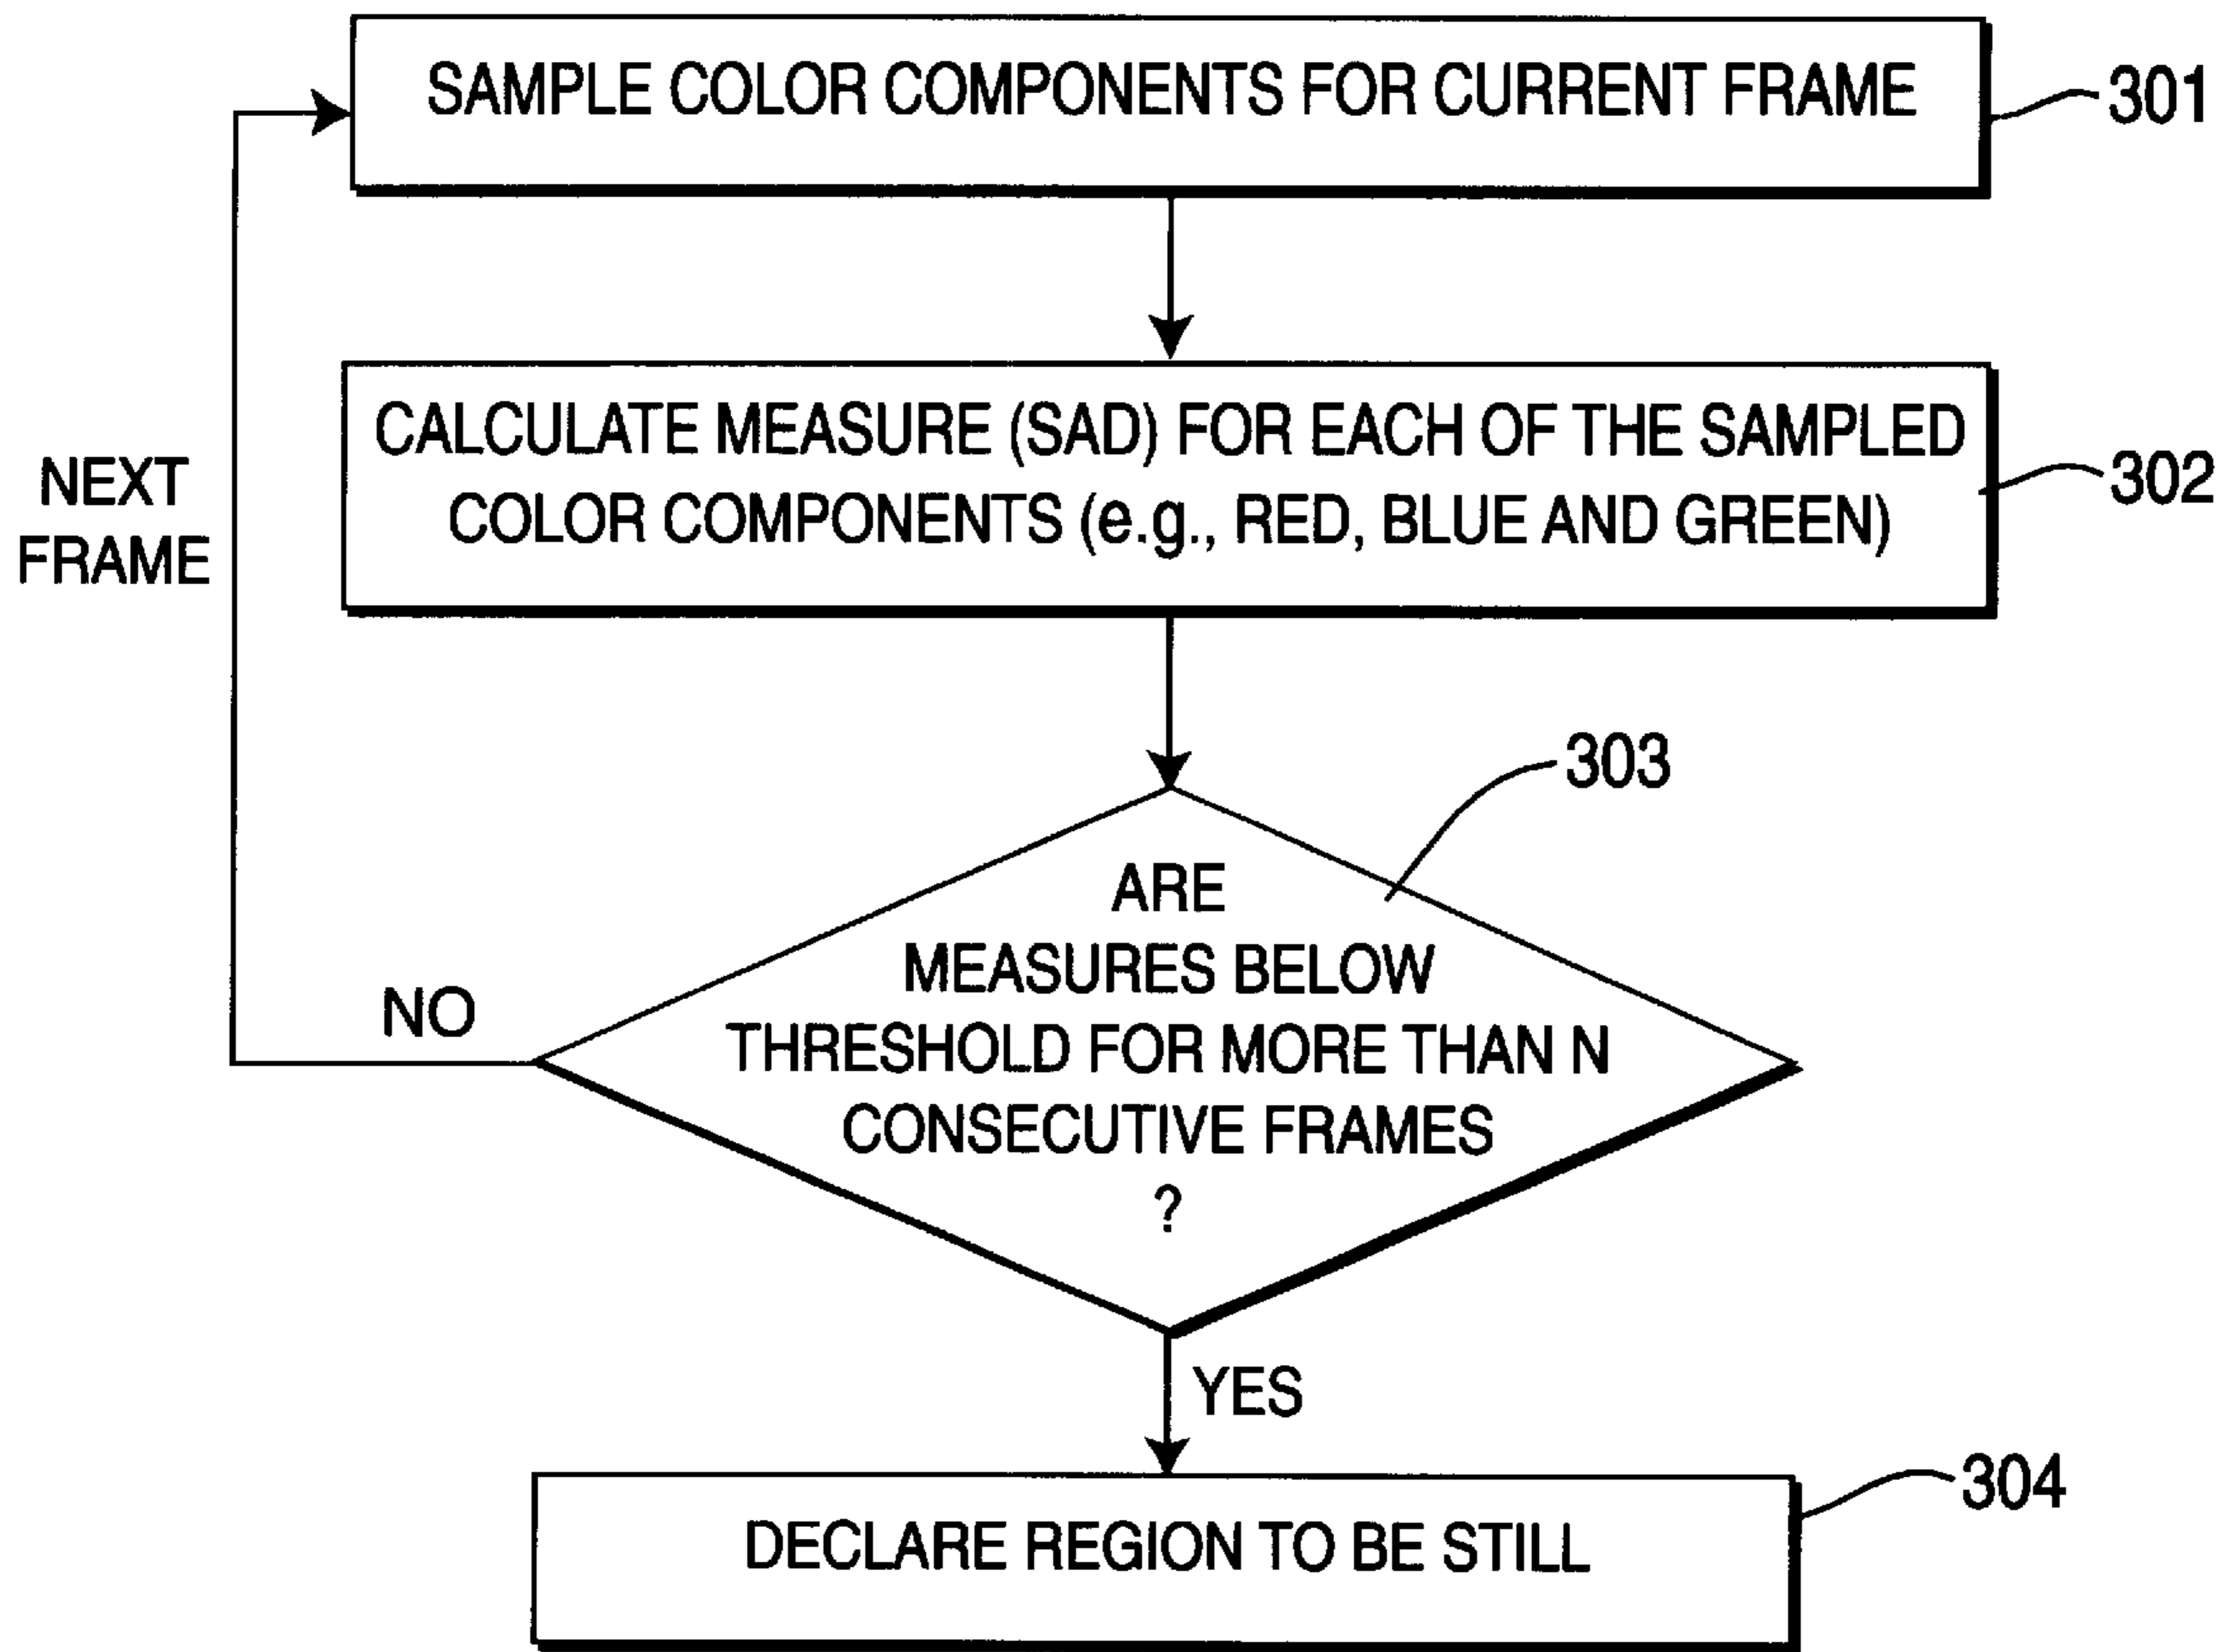 SAMPLE COLOR COMPONENTS FOR CURRENT FRAME
301
CALCULATE MEASURE (SAD) FOR EACH OF THE SAMPLED
COLOR COMPONENTS (e.g., RED, BLUE AND GREEN)
302
NEXT
FRAME
303
ARE
MEASURES BELOW
THRESHOLD FOR MORE THAN N
CONSECUTIVE FRAMES
?
NO
YES
304
DECLARE REGION TO BE STILL